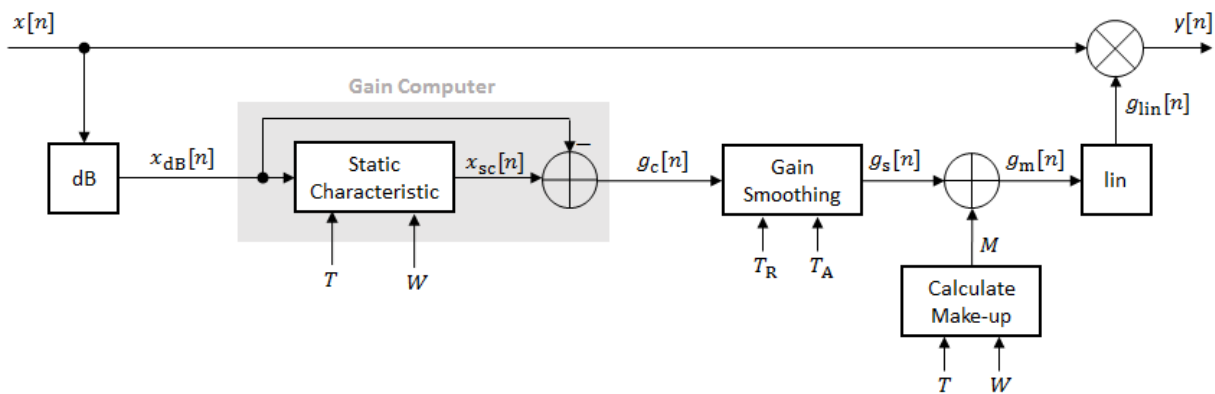 x[n]
y[n]
Gain Computer
g_lin[n]
dB
x_dB[n]
Static
Characteristic
x_sc[n]
−
g_c[n]
Gain
Smoothing
g_s[n]
g_m[n]
lin
T
W
T_R
T_A
M
Calculate
Make-up
T
W